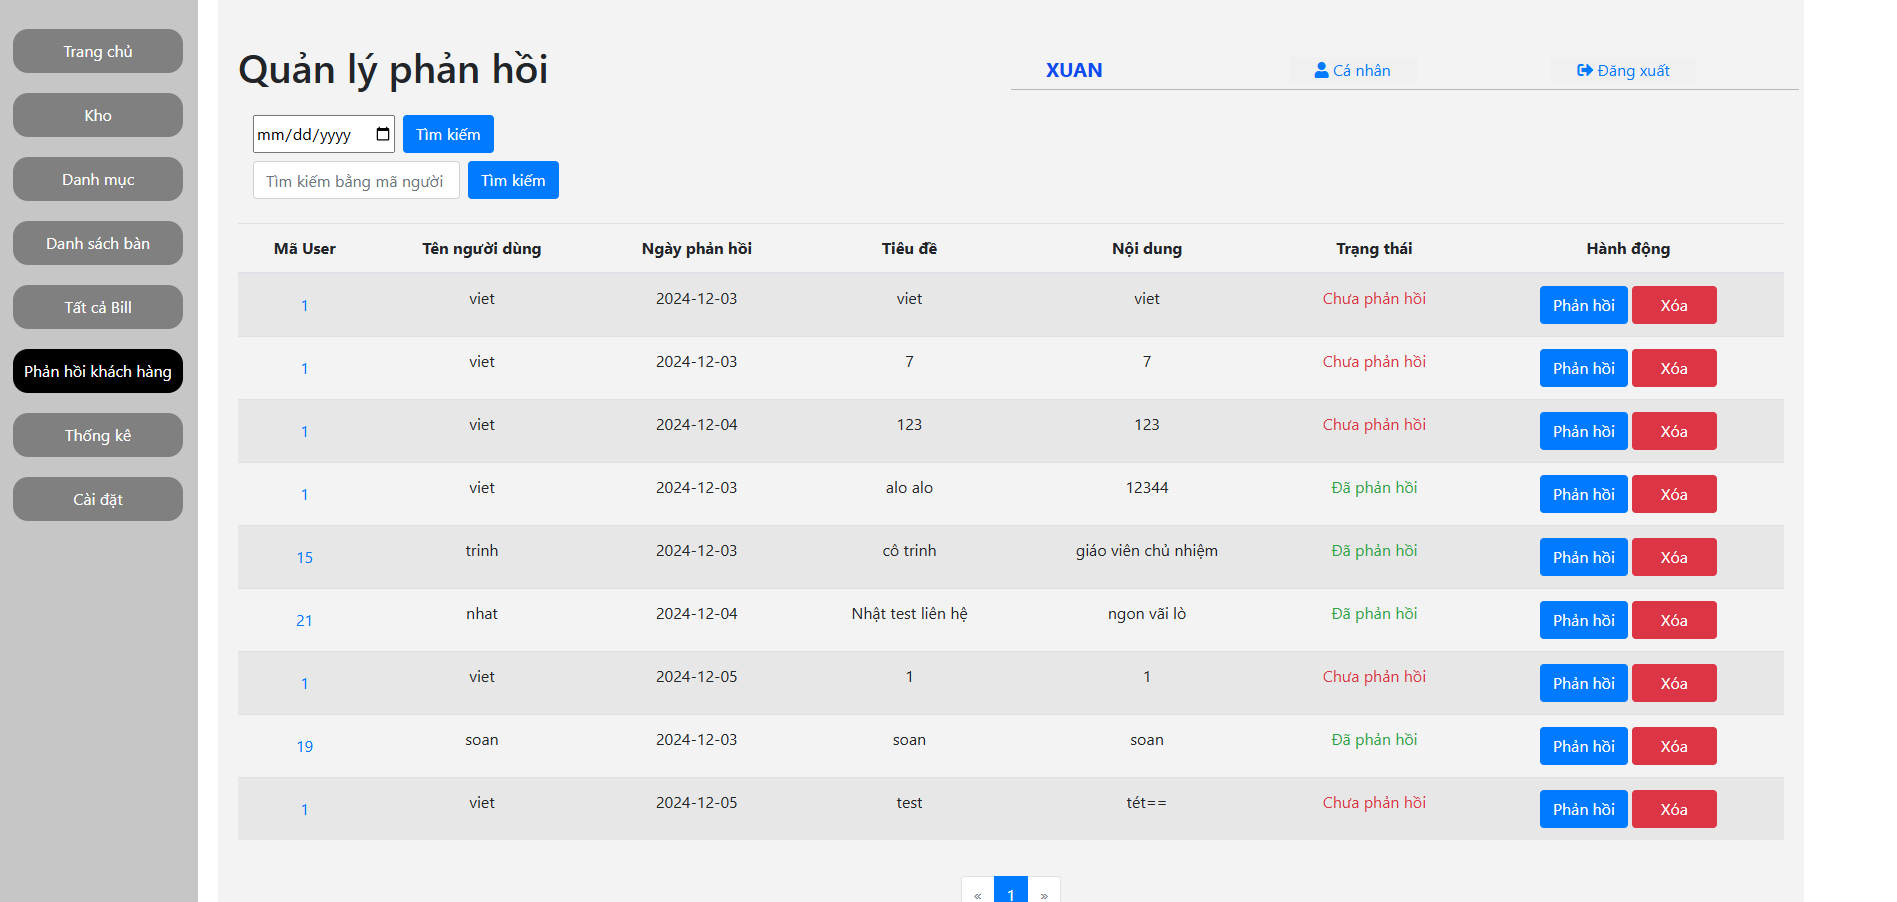 Trang chủ
Kho
Danh mục
Danh sách bàn
Tất cả Bill
Phản hồi khách hàng
Thống kê
Cài đặt
Quản lý phản hồi
XUAN Cá nhân Đăng xuất
mm/dd/yyyy Tìm kiếm
Tìm kiếm bằng mã người Tìm kiếm
Mã User Tên người dùng Ngày phản hồi Tiêu đề Nội dung Trạng thái Hành động
1 viet 2024-12-03 viet viet Chưa phản hồi Phản hồi Xóa
1 viet 2024-12-03 7 7 Chưa phản hồi Phản hồi Xóa
1 viet 2024-12-04 123 123 Chưa phản hồi Phản hồi Xóa
1 viet 2024-12-03 alo alo 12344 Đã phản hồi Phản hồi Xóa
15 trinh 2024-12-03 cô trinh giáo viên chủ nhiệm Đã phản hồi Phản hồi Xóa
21 nhat 2024-12-04 Nhật test liên hệ ngon vãi lò Đã phản hồi Phản hồi Xóa
1 viet 2024-12-05 1 1 Chưa phản hồi Phản hồi Xóa
19 soan 2024-12-03 soan soan Đã phản hồi Phản hồi Xóa
1 viet 2024-12-05 test tét== Chưa phản hồi Phản hồi Xóa
« 1 »